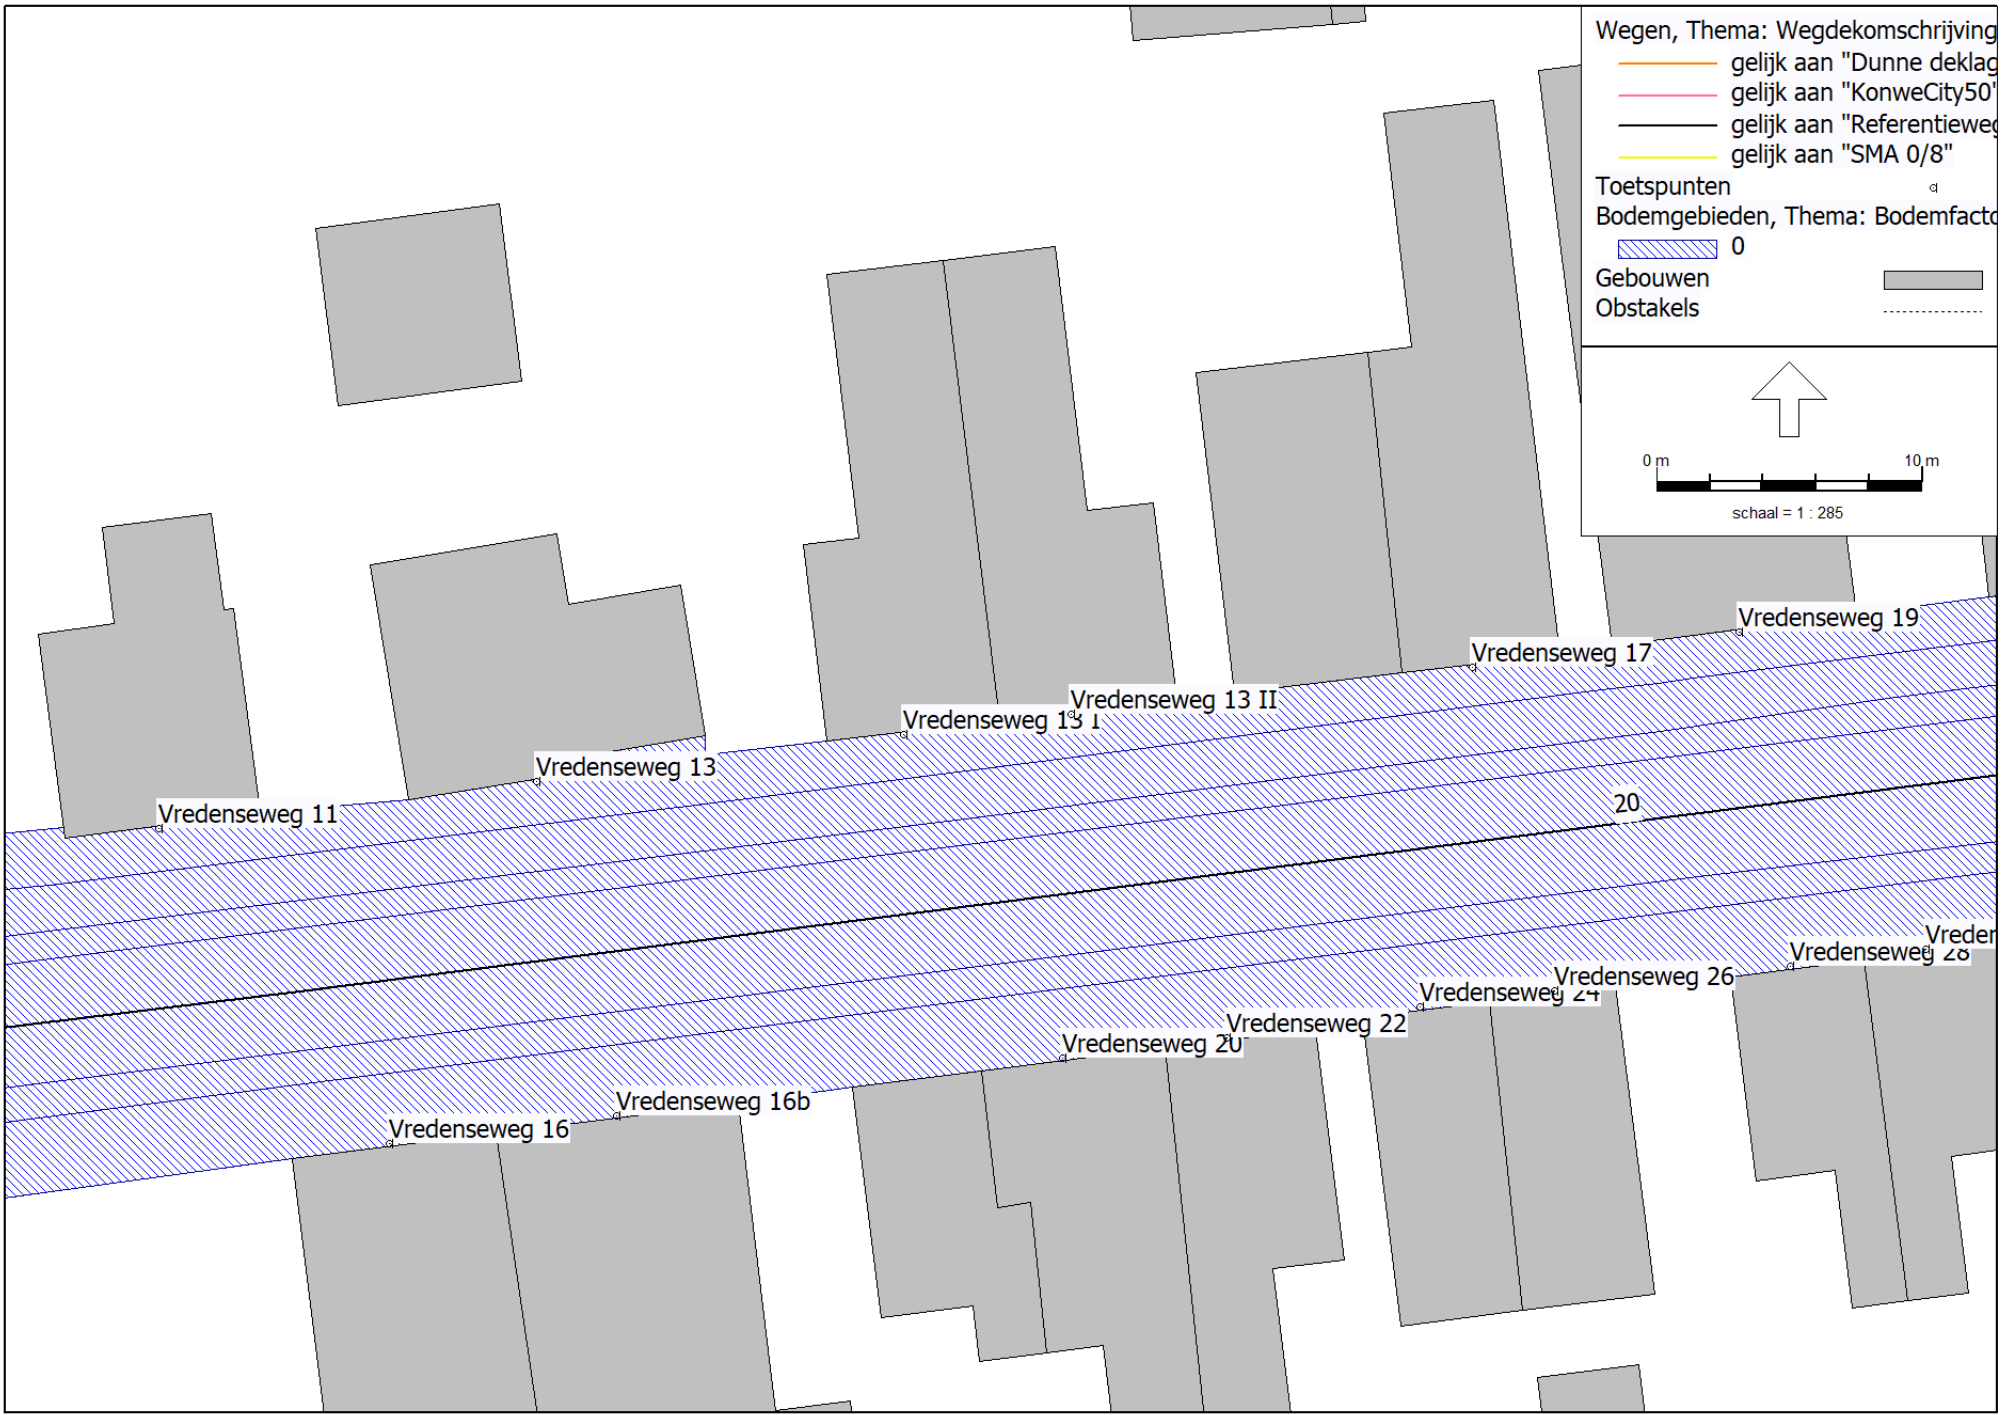 Wegen, Thema: Wegdekomschrijving
gelijk aan "Dunne deklag
gelijk aan "KonweCity50"
gelijk aan "Referentieweg
gelijk aan "SMA 0/8"
Toetspunten
Bodemgebieden, Thema: Bodemfacto
0
Gebouwen
Obstakels
0 m 10 m
schaal = 1 : 285
Vredenseweg 19
Vredenseweg 17
Vredenseweg 13 II
Vredenseweg 13 I
Vredenseweg 13
Vredenseweg 11
20
Vreden
Vredenseweg 28
Vredenseweg 26
Vredenseweg 24
Vredenseweg 22
Vredenseweg 20
Vredenseweg 16b
Vredenseweg 16